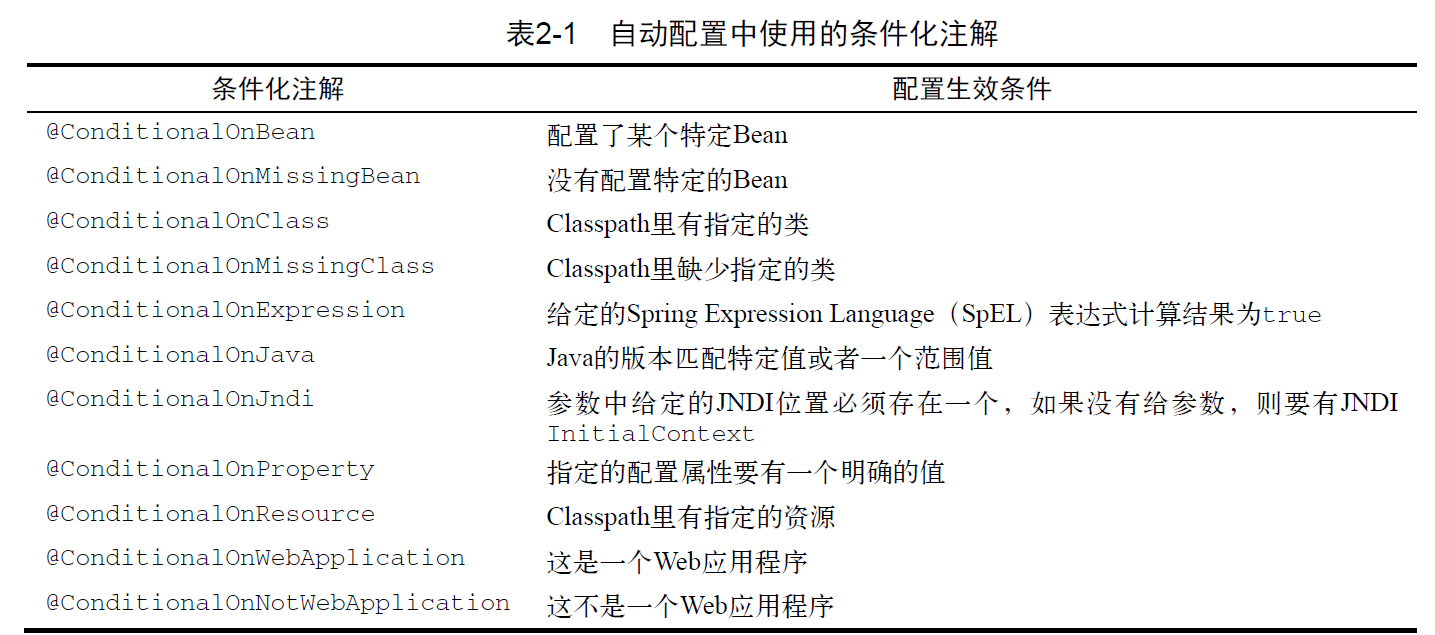 表2-1 自动配置中使用的条件化注解
条件化注解 配置生效条件
@ConditionalOnBean 配置了某个特定Bean
@ConditionalOnMissingBean 没有配置特定的Bean
@ConditionalOnClass Classpath里有指定的类
@ConditionalOnMissingClass Classpath里缺少指定的类
@ConditionalOnExpression 给定的Spring Expression Language（SpEL）表达式计算结果为true
@ConditionalOnJava Java的版本匹配特定值或者一个范围值
@ConditionalOnJndi 参数中给定的JNDI位置必须存在一个，如果没有给参数，则要有JNDI
InitialContext
@ConditionalOnProperty 指定的配置属性要有一个明确的值
@ConditionalOnResource Classpath里有指定的资源
@ConditionalOnWebApplication 这是一个Web应用程序
@ConditionalOnNotWebApplication 这不是一个Web应用程序